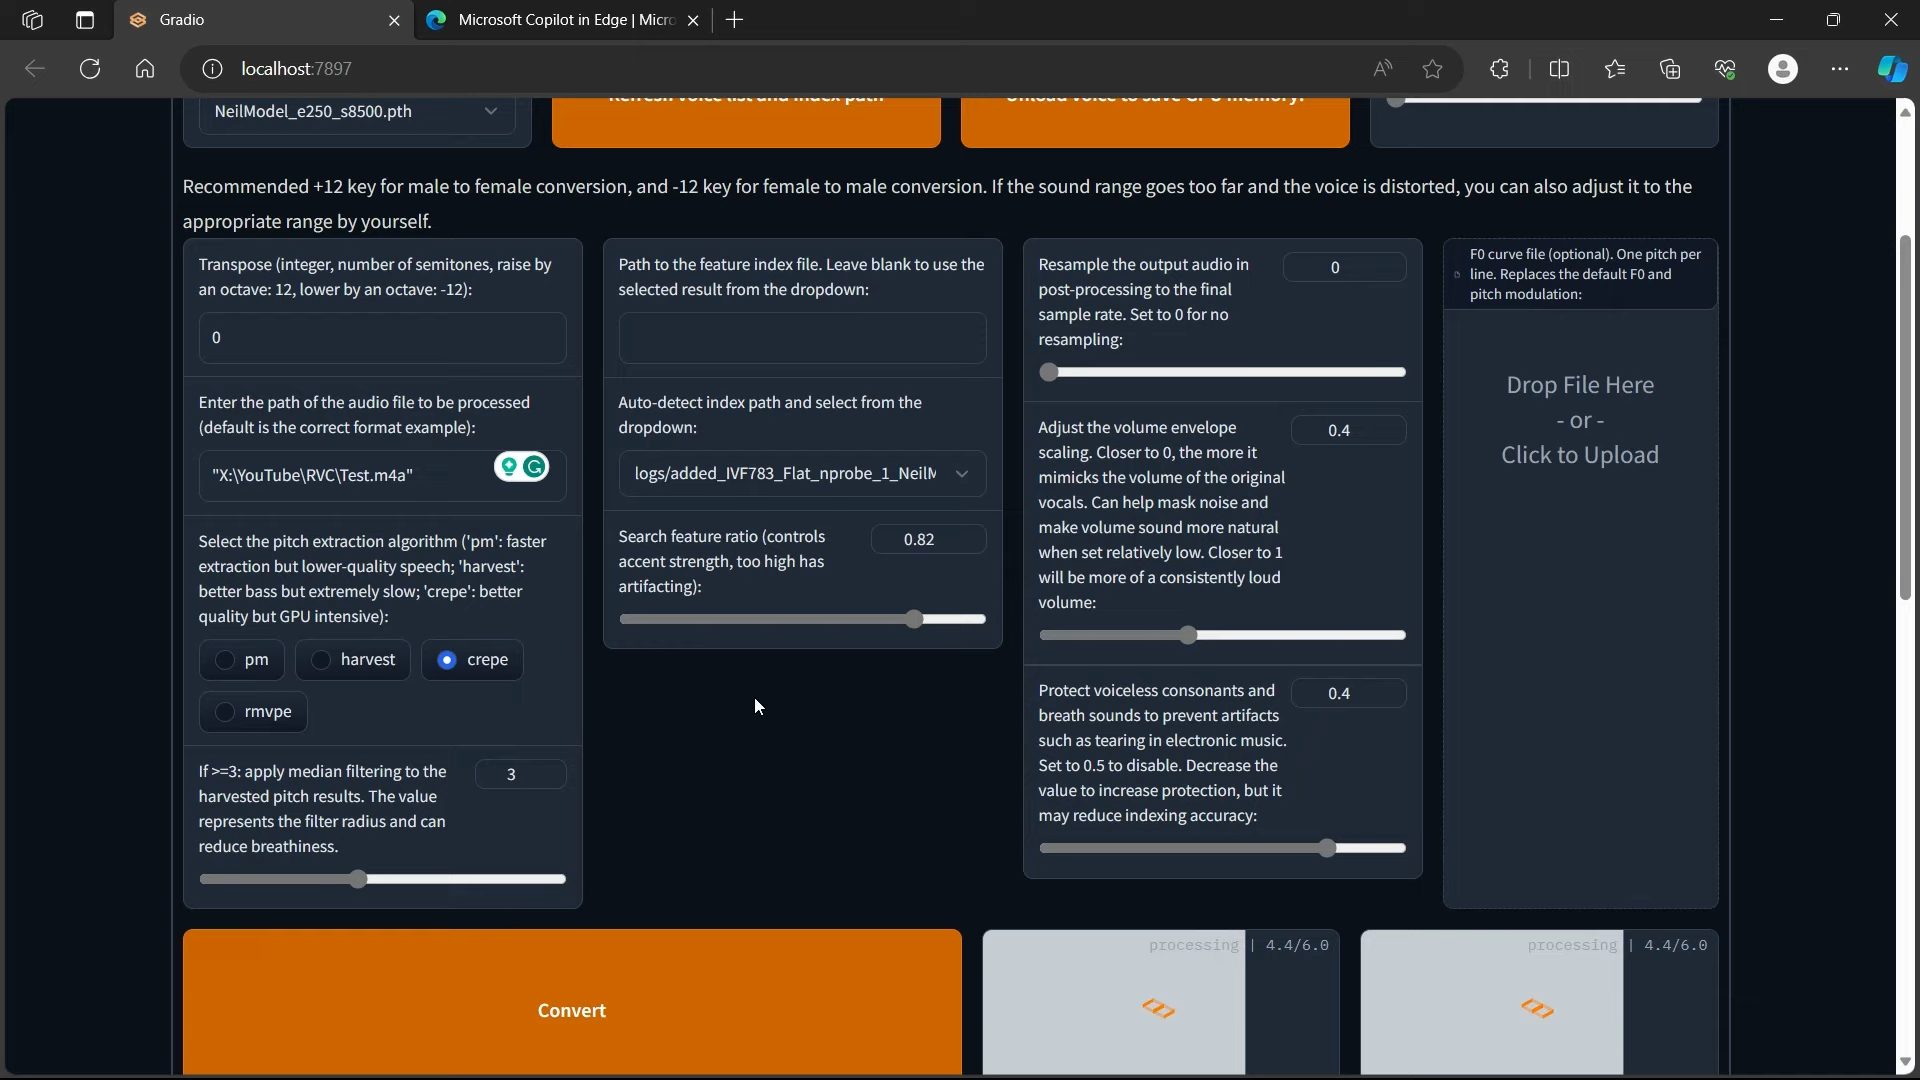 Gradio
Microsoft Copilot in Edge | Micro
localhost:7897
NeilModel_e250_s8500.pth
Refresh voice list and index path
Unload voice to save GPU memory:
Recommended +12 key for male to female conversion, and -12 key for female to male conversion. If the sound range goes too far and the voice is distorted, you can also adjust it to the
appropriate range by yourself.
Transpose (integer, number of semitones, raise by
an octave: 12, lower by an octave: -12):
0
Enter the path of the audio file to be processed
(default is the correct format example):
"X:\YouTube\RVC\Test.m4a"
Select the pitch extraction algorithm ('pm': faster
extraction but lower-quality speech; 'harvest':
better bass but extremely slow; 'crepe': better
quality but GPU intensive):
pm
harvest
crepe
rmvpe
If >=3: apply median filtering to the
harvested pitch results. The value
represents the filter radius and can
reduce breathiness.
3
Path to the feature index file. Leave blank to use the
selected result from the dropdown:
Auto-detect index path and select from the
dropdown:
logs/added_IVF783_Flat_nprobe_1_NeilM
Search feature ratio (controls
accent strength, too high has
artifacting):
0.82
Resample the output audio in
post-processing to the final
sample rate. Set to 0 for no
resampling:
0
Adjust the volume envelope
scaling. Closer to 0, the more it
mimicks the volume of the original
vocals. Can help mask noise and
make volume sound more natural
when set relatively low. Closer to 1
will be more of a consistently loud
volume:
0.4
Protect voiceless consonants and
breath sounds to prevent artifacts
such as tearing in electronic music.
Set to 0.5 to disable. Decrease the
value to increase protection, but it
may reduce indexing accuracy:
0.4
F0 curve file (optional). One pitch per
line. Replaces the default F0 and
pitch modulation:
Drop File Here
- or -
Click to Upload
Convert
processing | 4.4/6.0
processing | 4.4/6.0